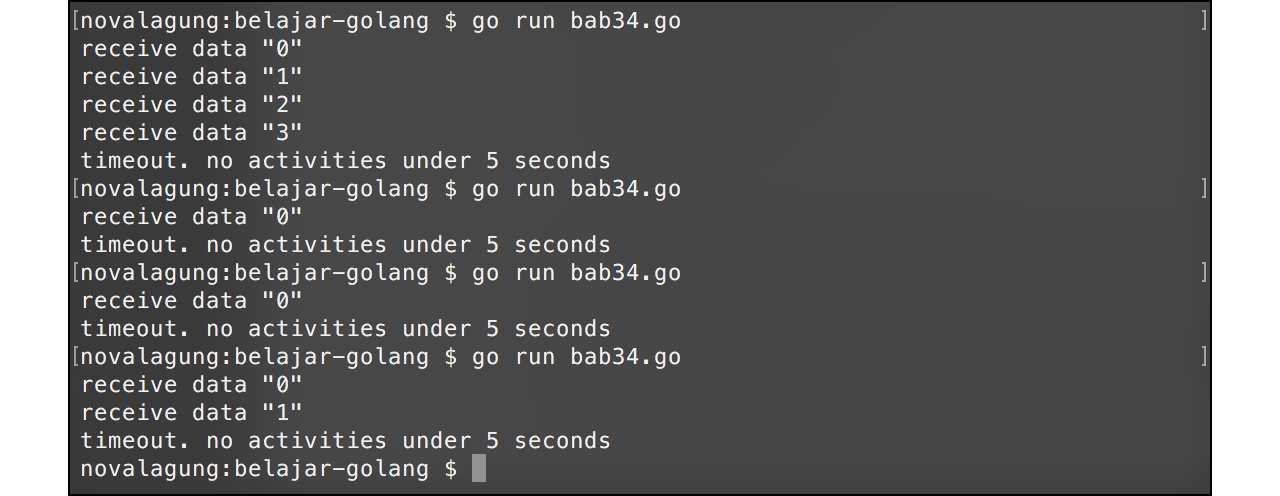 [novalagung:belajar-golang $ go run bab34.go ]
receive data "0"
receive data "1"
receive data "2"
receive data "3"
timeout. no activities under 5 seconds
[novalagung:belajar-golang $ go run bab34.go ]
receive data "0"
timeout. no activities under 5 seconds
[novalagung:belajar-golang $ go run bab34.go ]
receive data "0"
timeout. no activities under 5 seconds
[novalagung:belajar-golang $ go run bab34.go ]
receive data "0"
receive data "1"
timeout. no activities under 5 seconds
novalagung:belajar-golang $